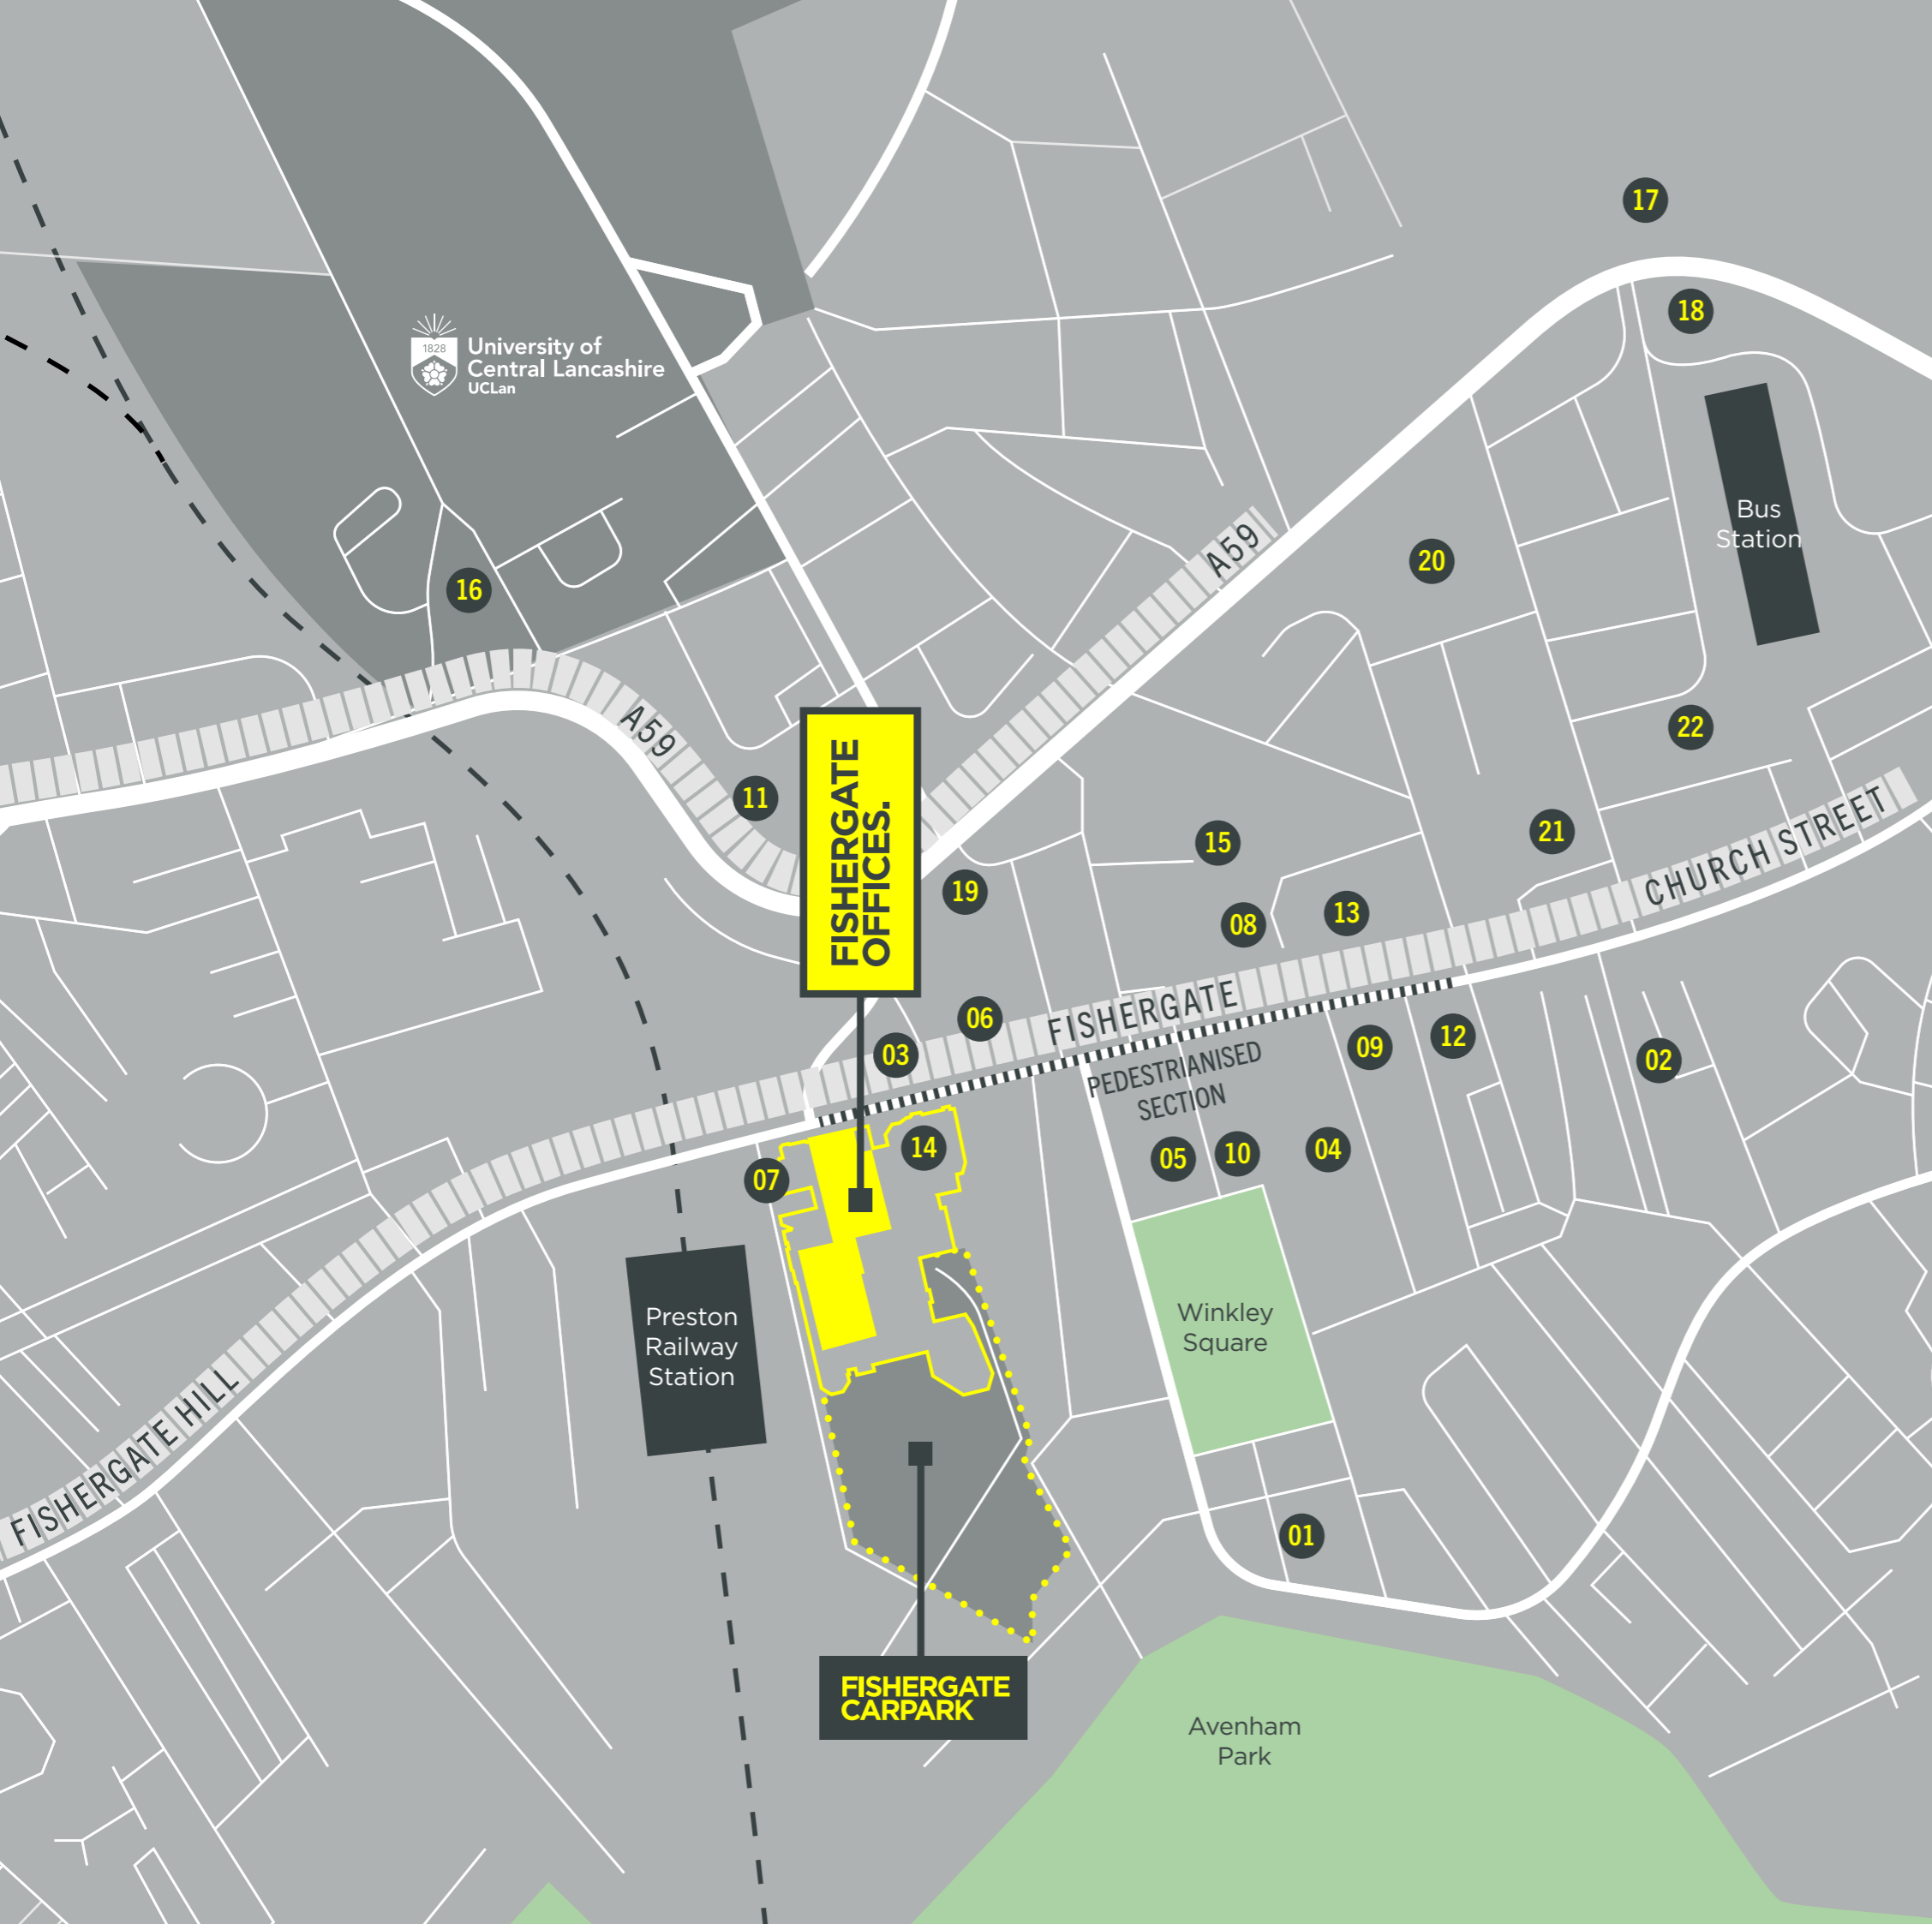 17
18
1828
University of
Central Lancashire
UCLan
Bus
Station
A59
20
16
A59
22
11
FISHERGATE
OFFICES.
15
21
CHURCH STREET
19
08
13
FISHERGATE
06
03
PEDESTRIANISED
SECTION
09
12
02
14
07
05
10
04
Preston
Railway
Station
Winkley
Square
FISHERGATE HILL
01
FISHERGATE
CARPARK
Avenham
Park